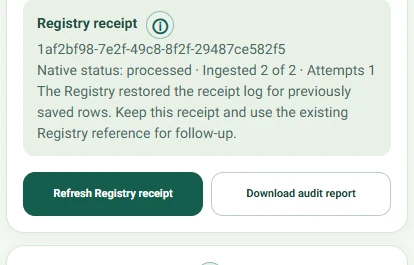 Registry receipt
1af2bf98-7e2f-49c8-8f2f-29487ce582f5
Native status: processed · Ingested 2 of 2 · Attempts 1
The Registry restored the receipt log for previously
saved rows. Keep this receipt and use the existing
Registry reference for follow-up.
Refresh Registry receipt
Download audit report